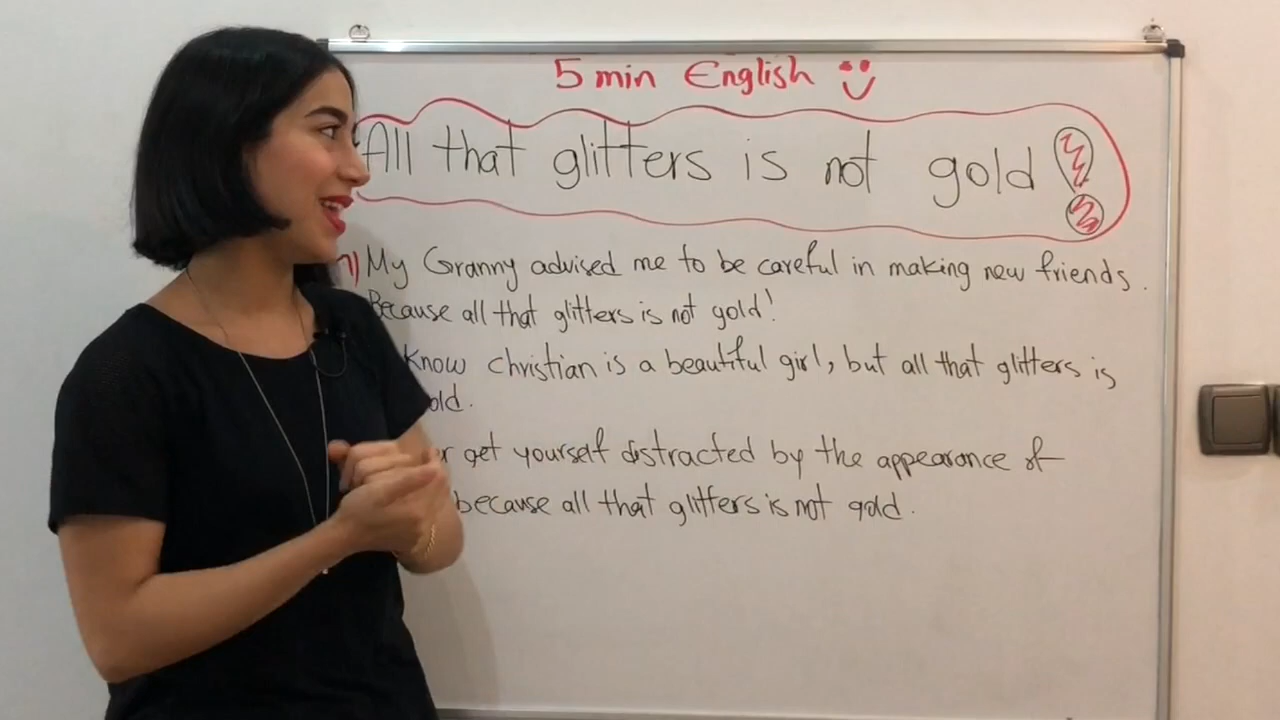 5 min English
All that glitters is not gold!
1) My Granny advised me to be careful in making new friends.
Because all that glitters is not gold!
know christian is a beautiful girl, but all that glitters is
get yourself distracted by the appearance of
because all that glitters is not gold.